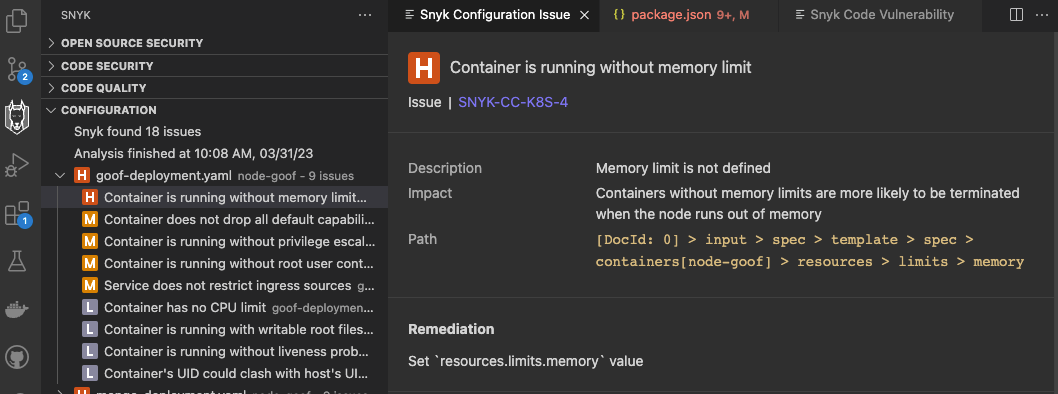 SNYK
Snyk Configuration Issue
package.json 9+, M
Snyk Code Vulnerability
OPEN SOURCE SECURITY
CODE SECURITY
CODE QUALITY
CONFIGURATION
Snyk found 18 issues
Analysis finished at 10:08 AM, 03/31/23
H goof-deployment.yaml node-goof - 9 issues
H Container is running without memory limit...
M Container does not drop all default capabili...
M Container is running without privilege escal...
M Container is running without root user cont...
M Service does not restrict ingress sources g...
L Container has no CPU limit goof-deploymen...
L Container is running with writable root files...
L Container is running without liveness prob...
L Container's UID could clash with host's UI...
2
1
H Container is running without memory limit
Issue | SNYK-CC-K8S-4
Description Memory limit is not defined
Impact Containers without memory limits are more likely to be terminated
when the node runs out of memory
Path [DocId: 0] > input > spec > template > spec >
containers[node-goof] > resources > limits > memory
Remediation
Set `resources.limits.memory` value